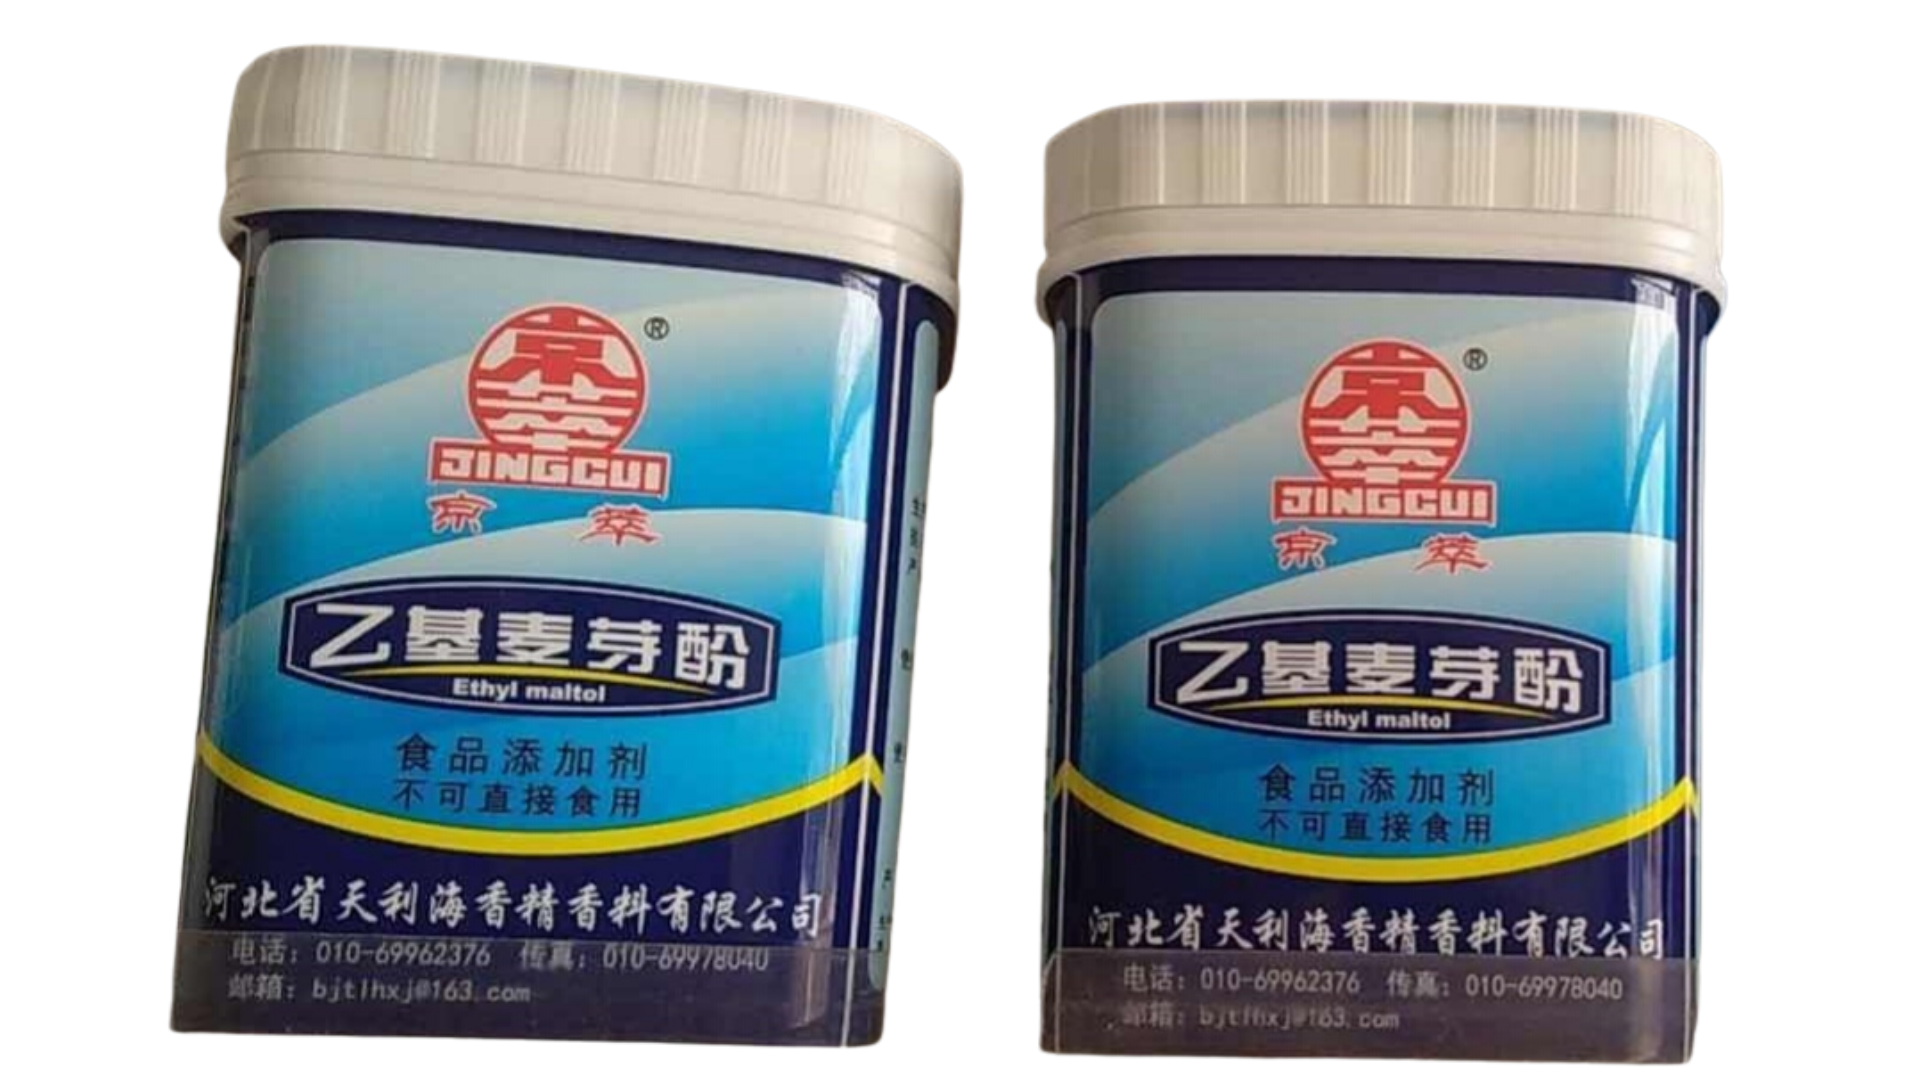 京萃
®
JINGCUI
京 萃
乙基麦芽酚
Ethyl maltol
食品添加剂
不可直接食用
河北省天利海香精香料有限公司
电话：010-69962376 传真：010-69978040
邮箱：bjtlhxj@163.com
京萃
®
JINGCUI
京 萃
乙基麦芽酚
Ethyl maltol
食品添加剂
不可直接食用
河北省天利海香精香料有限公司
电话：010-69962376 传真：010-69978040
邮箱：bjtlhxj@163.com